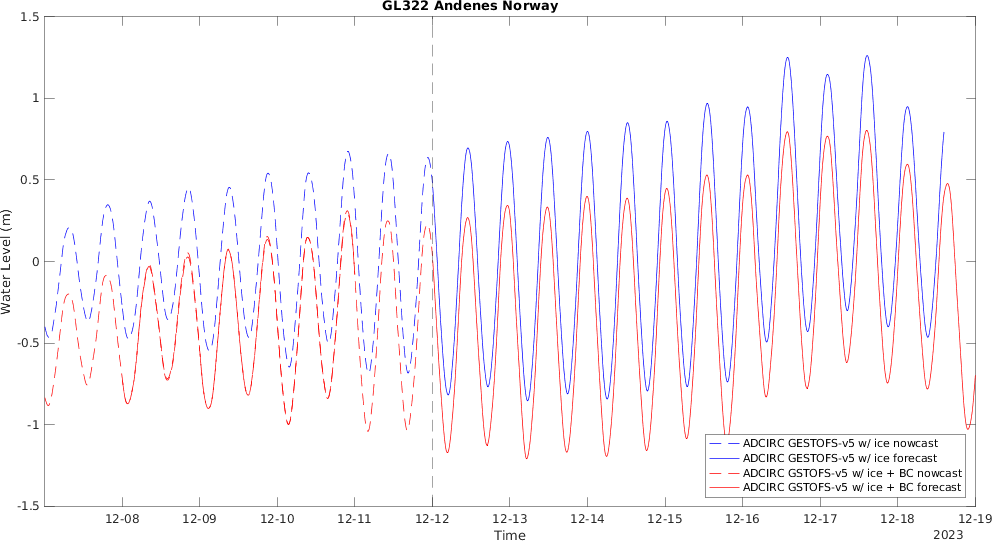 GL322 Andenes Norway
1.5
1
0.5
0
-0.5
-1
-1.5
Water Level (m)
ADCIRC GESTOFS-v5 w/ ice nowcast
ADCIRC GESTOFS-v5 w/ ice forecast
ADCIRC GSTOFS-v5 w/ ice + BC nowcast
ADCIRC GSTOFS-v5 w/ ice + BC forecast
12-08 12-09 12-10 12-11 12-12 12-13 12-14 12-15 12-16 12-17 12-18 12-19
Time
2023